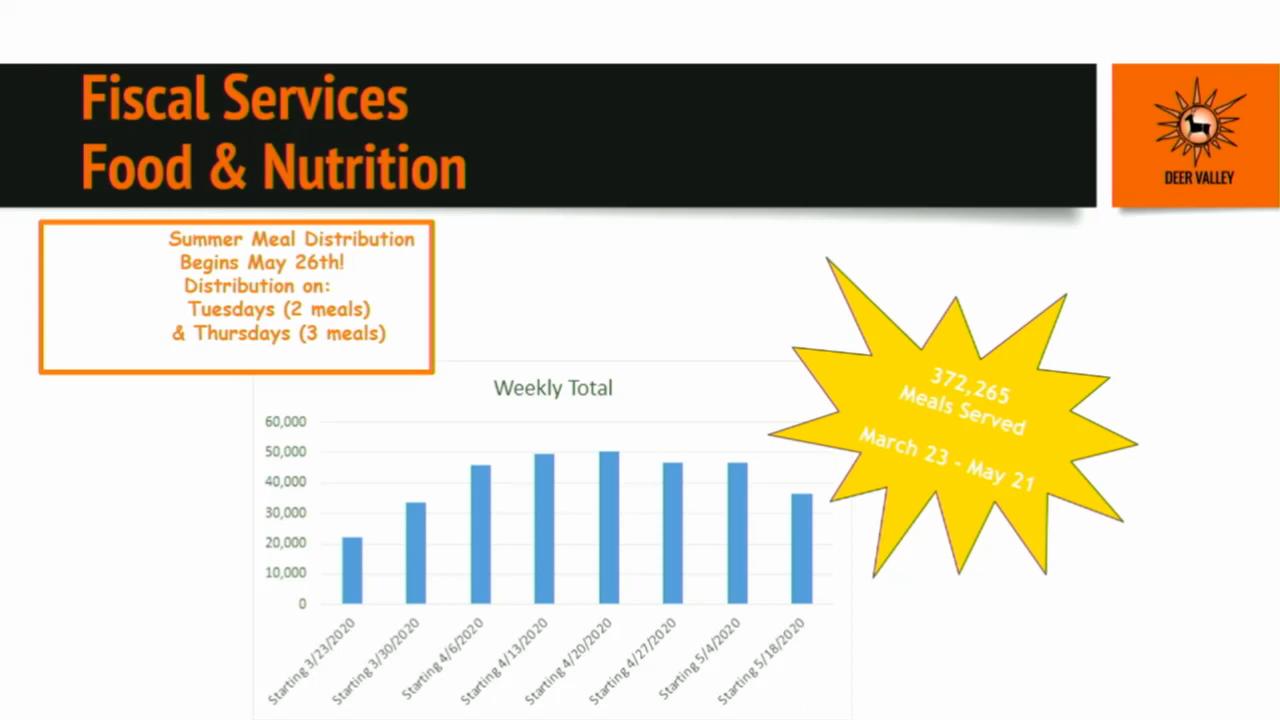 Fiscal Services
Food & Nutrition
DEER VALLEY
Summer Meal Distribution
Begins May 26th!
Distribution on:
Tuesdays (2 meals)
& Thursdays (3 meals)
372,265
Meals Served
March 23 - May 21
Weekly Total
60,000
50,000
40,000
30,000
20,000
10,000
0
Starting 3/23/2020
Starting 3/30/2020
Starting 4/6/2020
Starting 4/13/2020
Starting 4/20/2020
Starting 4/27/2020
Starting 5/4/2020
Starting 5/18/2020